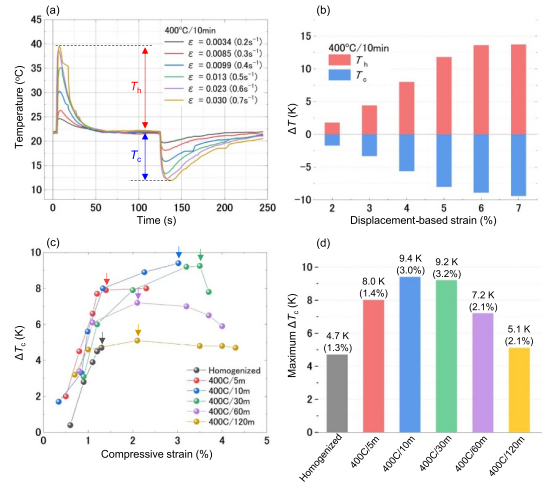 (a)
400°C/10min
ε = 0.0034 (0.2s⁻¹)
ε = 0.0085 (0.3s⁻¹)
ε = 0.0099 (0.4s⁻¹)
ε = 0.013 (0.5s⁻¹)
ε = 0.023 (0.6s⁻¹)
ε = 0.030 (0.7s⁻¹)
Th
Tc
Temperature (°C)
45
40
35
30
25
20
15
10
0 50 100 150 200 250
Time (s)
(b)
400°C/10min
Th
Tc
ΔT (K)
15
10
5
0
-5
-10
2 3 4 5 6 7
Displacement-based strain (%)
(c)
ΔTc (K)
10
8
6
4
2
0
Homogenized
400C/5m
400C/10m
400C/30m
400C/60m
400C/120m
0 1 2 3 4 5
Compressive strain (%)
(d)
Maximum ΔTc (K)
12
10
8
6
4
2
0
4.7 K
(1.3%)
8.0 K
(1.4%)
9.4 K
(3.0%)
9.2 K
(3.2%)
7.2 K
(2.1%)
5.1 K
(2.1%)
Homogenized
400C/5m
400C/10m
400C/30m
400C/60m
400C/120m